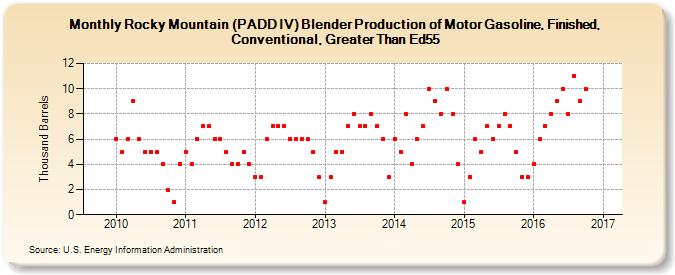 Monthly Rocky Mountain (PADD IV) Blender Production of Motor Gasoline, Finished,
Conventional, Greater Than Ed55
Thousand Barrels
12
10
8
6
4
2
0
2010 2011 2012 2013 2014 2015 2016 2017
Source: U.S. Energy Information Administration